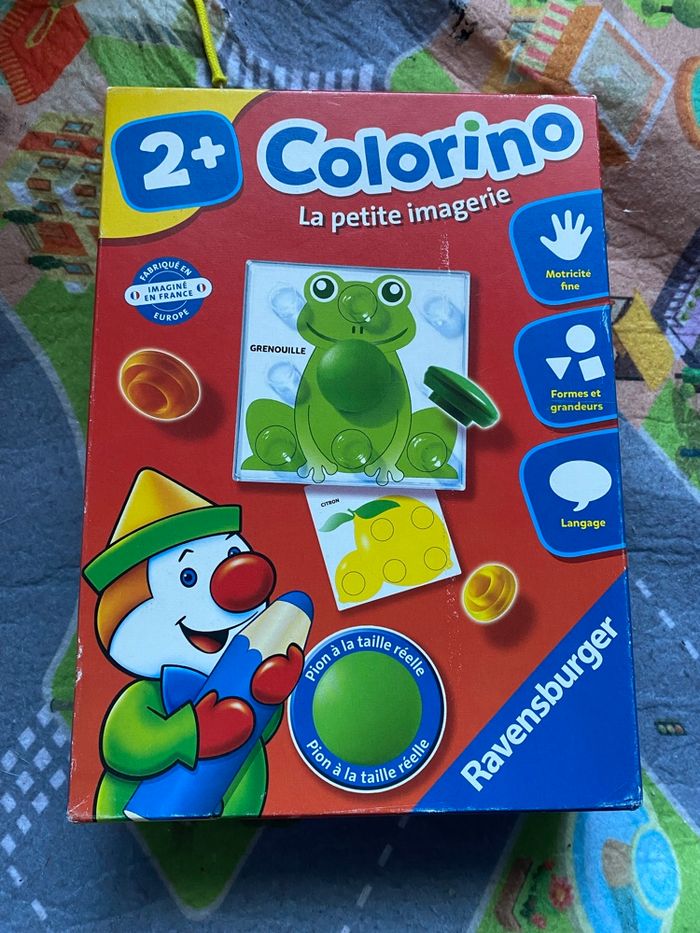 2+
Colorino
La petite imagerie
FABRIQUÉ EN
IMAGINÉ
EN FRANCE
EUROPE
Motricité
fine
GRENOUILLE
Formes et
grandeurs
CITRON
Langage
Pion à la taille réelle
Pion à la taille réelle
Ravensburger